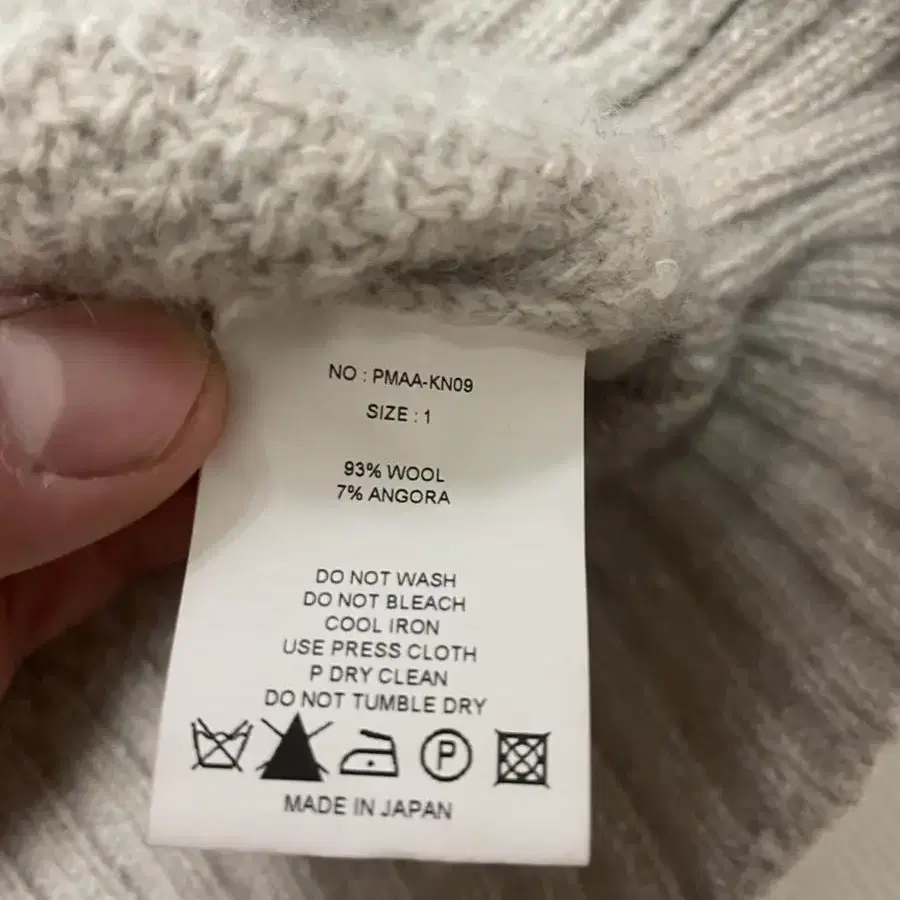 NO : PMAA-KN09
SIZE : 1
93% WOOL
7% ANGORA
DO NOT WASH
DO NOT BLEACH
COOL IRON
USE PRESS CLOTH
P DRY CLEAN
DO NOT TUMBLE DRY
P
MADE IN JAPAN